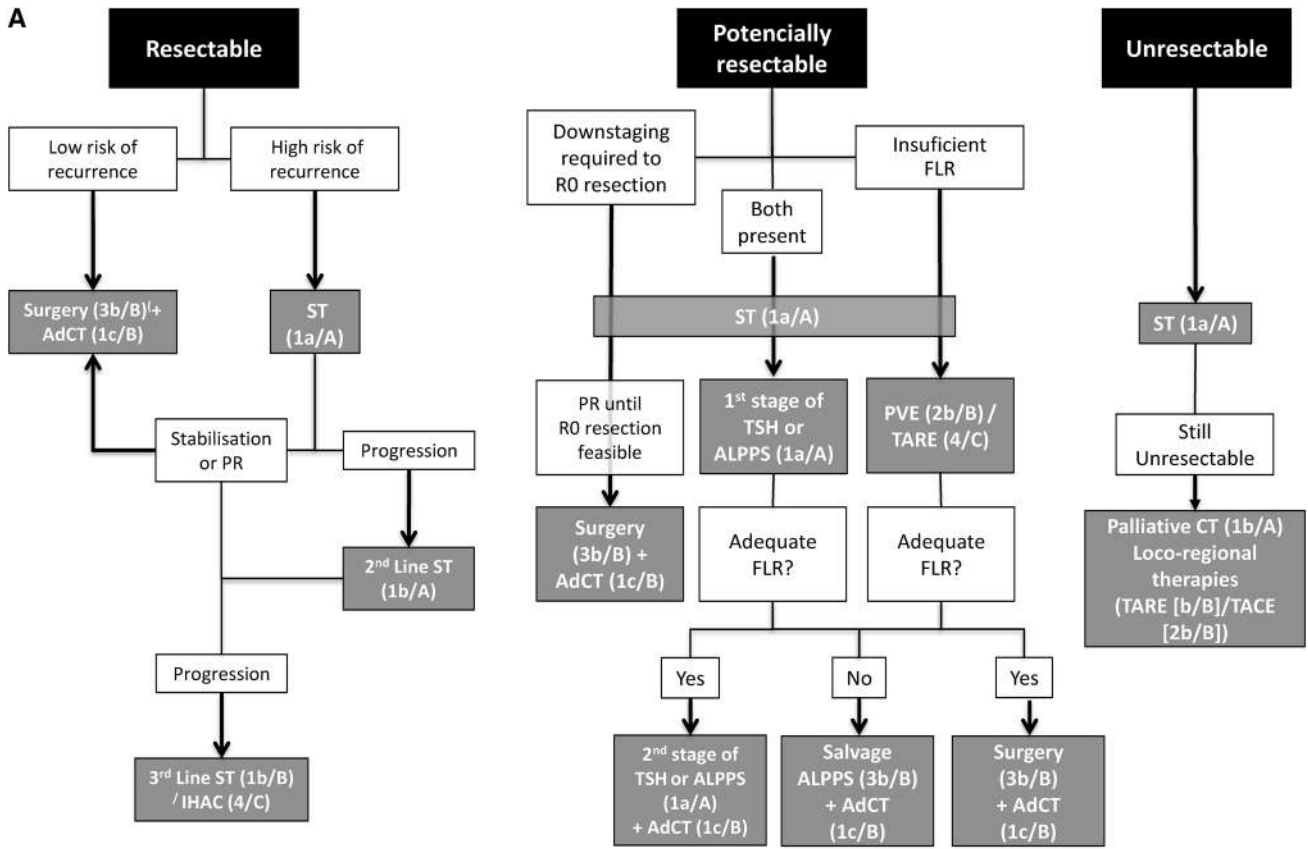 A
Resectable
Low risk of
recurrence
High risk of
recurrence
Surgery (3b/B)(+
AdCT (1c/B)
ST
(1a/A)
Stabilisation
or PR
Progression
2nd Line ST
(1b/A)
Progression
3rd Line ST (1b/B)
/ IHAC (4/C)
Potencially
resectable
Downstaging
required to
R0 resection
Both
present
Insufficient
FLR
ST (1a/A)
PR until
R0 resection
feasible
1st stage of
TSH or
ALPPS (1a/A)
PVE (2b/B) /
TARE (4/C)
Surgery
(3b/B) +
AdCT (1c/B)
Adequate
FLR?
Adequate
FLR?
Yes
No
Yes
2nd stage of
TSH or ALPPS
(1a/A)
+ AdCT (1c/B)
Salvage
ALPPS (3b/B)
+ AdCT
(1c/B)
Surgery
(3b/B)
+ AdCT
(1c/B)
Unresectable
ST (1a/A)
Still
Unresectable
Palliative CT (1b/A)
Loco-regional
therapies
(TARE [b/B]/TACE
[2b/B])